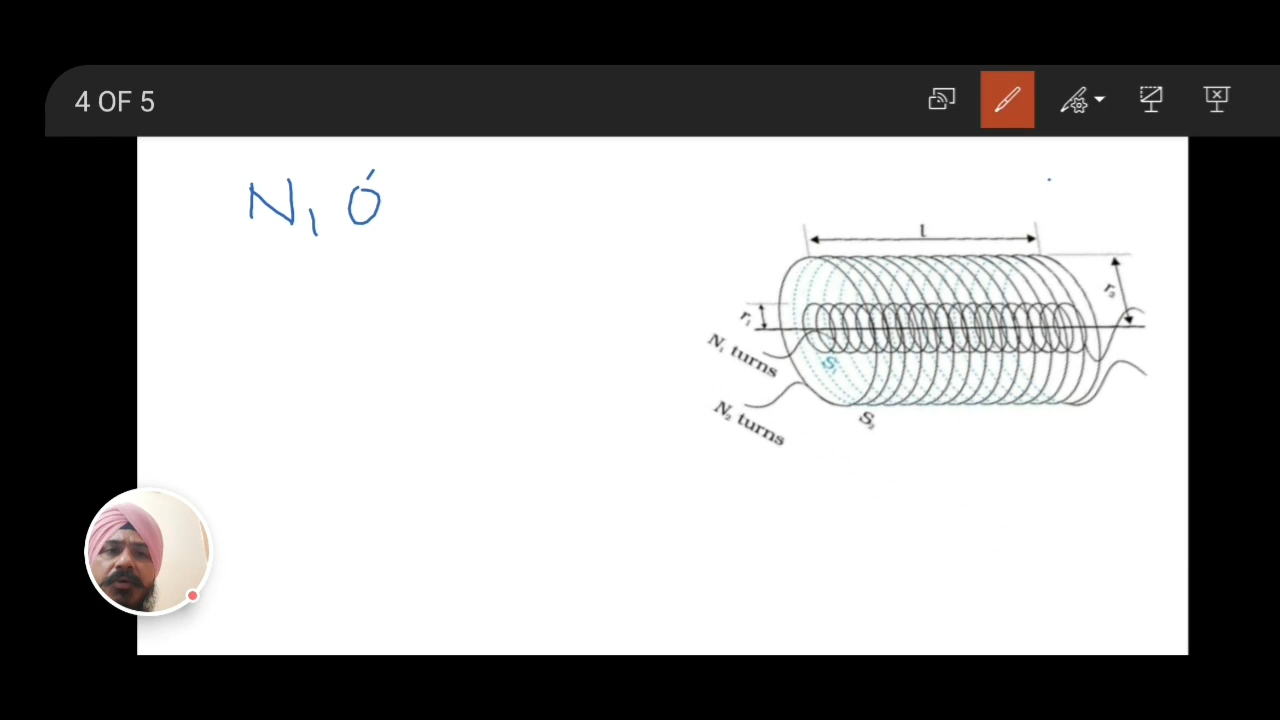 4 OF 5
N₁ Ó
l
r₂
r₁
N₁ turns
S₁
N₂ turns
S₂